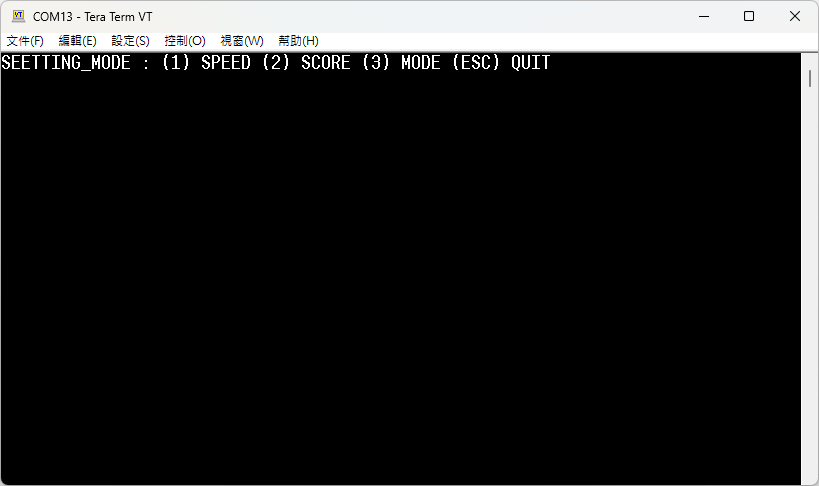 COM13 - Tera Term VT
文件(F) 編輯(E) 設定(S) 控制(O) 視窗(W) 幫助(H)
SEETTING_MODE : (1) SPEED (2) SCORE (3) MODE (ESC) QUIT